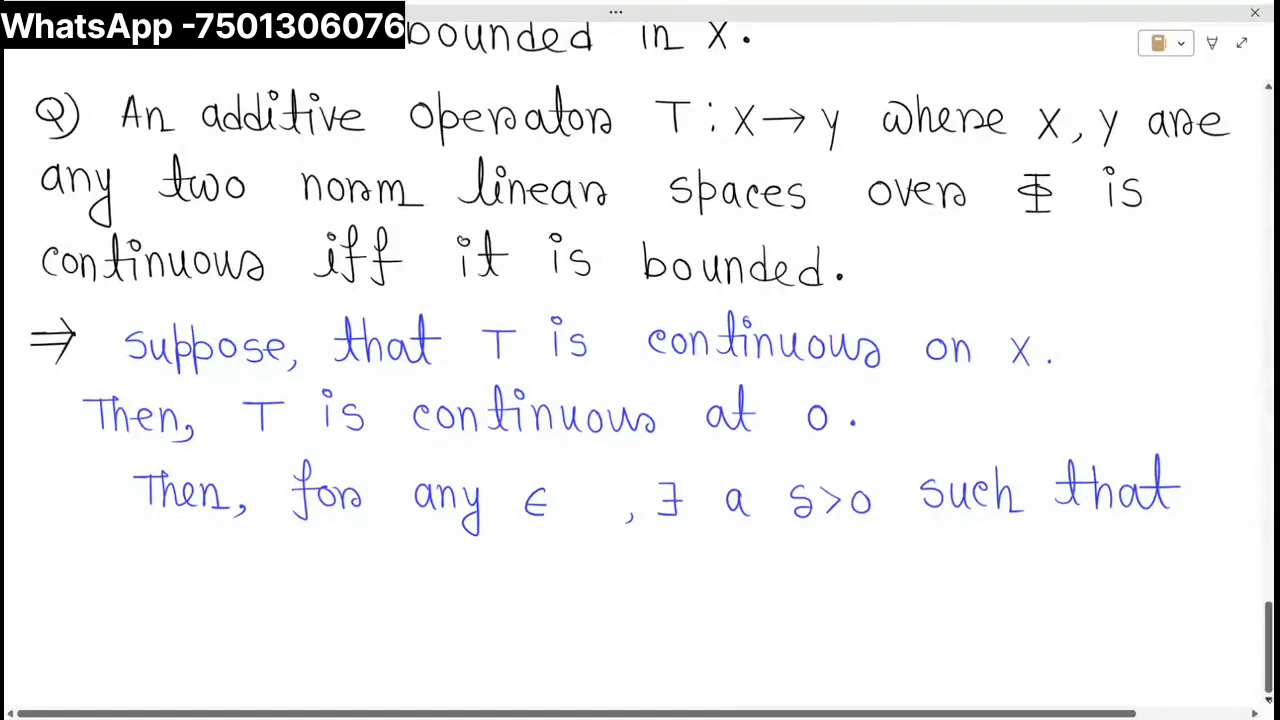 WhatsApp -7501306076
bounded in X.
Q) An additive operator T : X → y where X, y are
any two norm linear spaces over Φ is
continuous iff it is bounded.
⇒ suppose, that T is continuous on X.
Then, T is continuous at 0.
Then, for any ϵ , ∃ a δ>0 such that